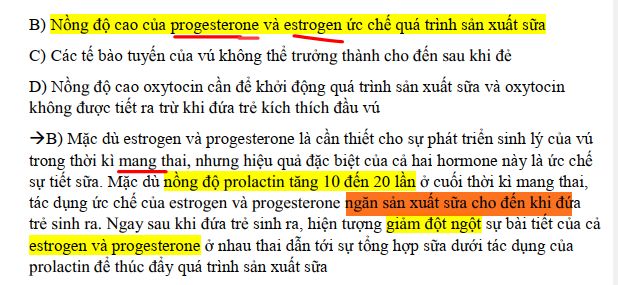 B) Nồng độ cao của progesterone và estrogen ức chế quá trình sản xuất sữa
C) Các tế bào tuyến của vú không thể trưởng thành cho đến sau khi đẻ
D) Nồng độ cao oxytocin cần để khởi động quá trình sản xuất sữa và oxytocin
không được tiết ra trừ khi đứa trẻ kích thích đầu vú
→B) Mặc dù estrogen và progesterone là cần thiết cho sự phát triển sinh lý của vú
trong thời kì mang thai, nhưng hiệu quả đặc biệt của cả hai hormone này là ức chế
sự tiết sữa. Mặc dù nồng độ prolactin tăng 10 đến 20 lần ở cuối thời kì mang thai,
tác dụng ức chế của estrogen và progesterone ngăn sản xuất sữa cho đến khi đứa
trẻ sinh ra. Ngay sau khi đứa trẻ sinh ra, hiện tượng giảm đột ngột sự bài tiết của cả
estrogen và progesterone ở nhau thai dẫn tới sự tổng hợp sữa dưới tác dụng của
prolactin để thúc đẩy quá trình sản xuất sữa